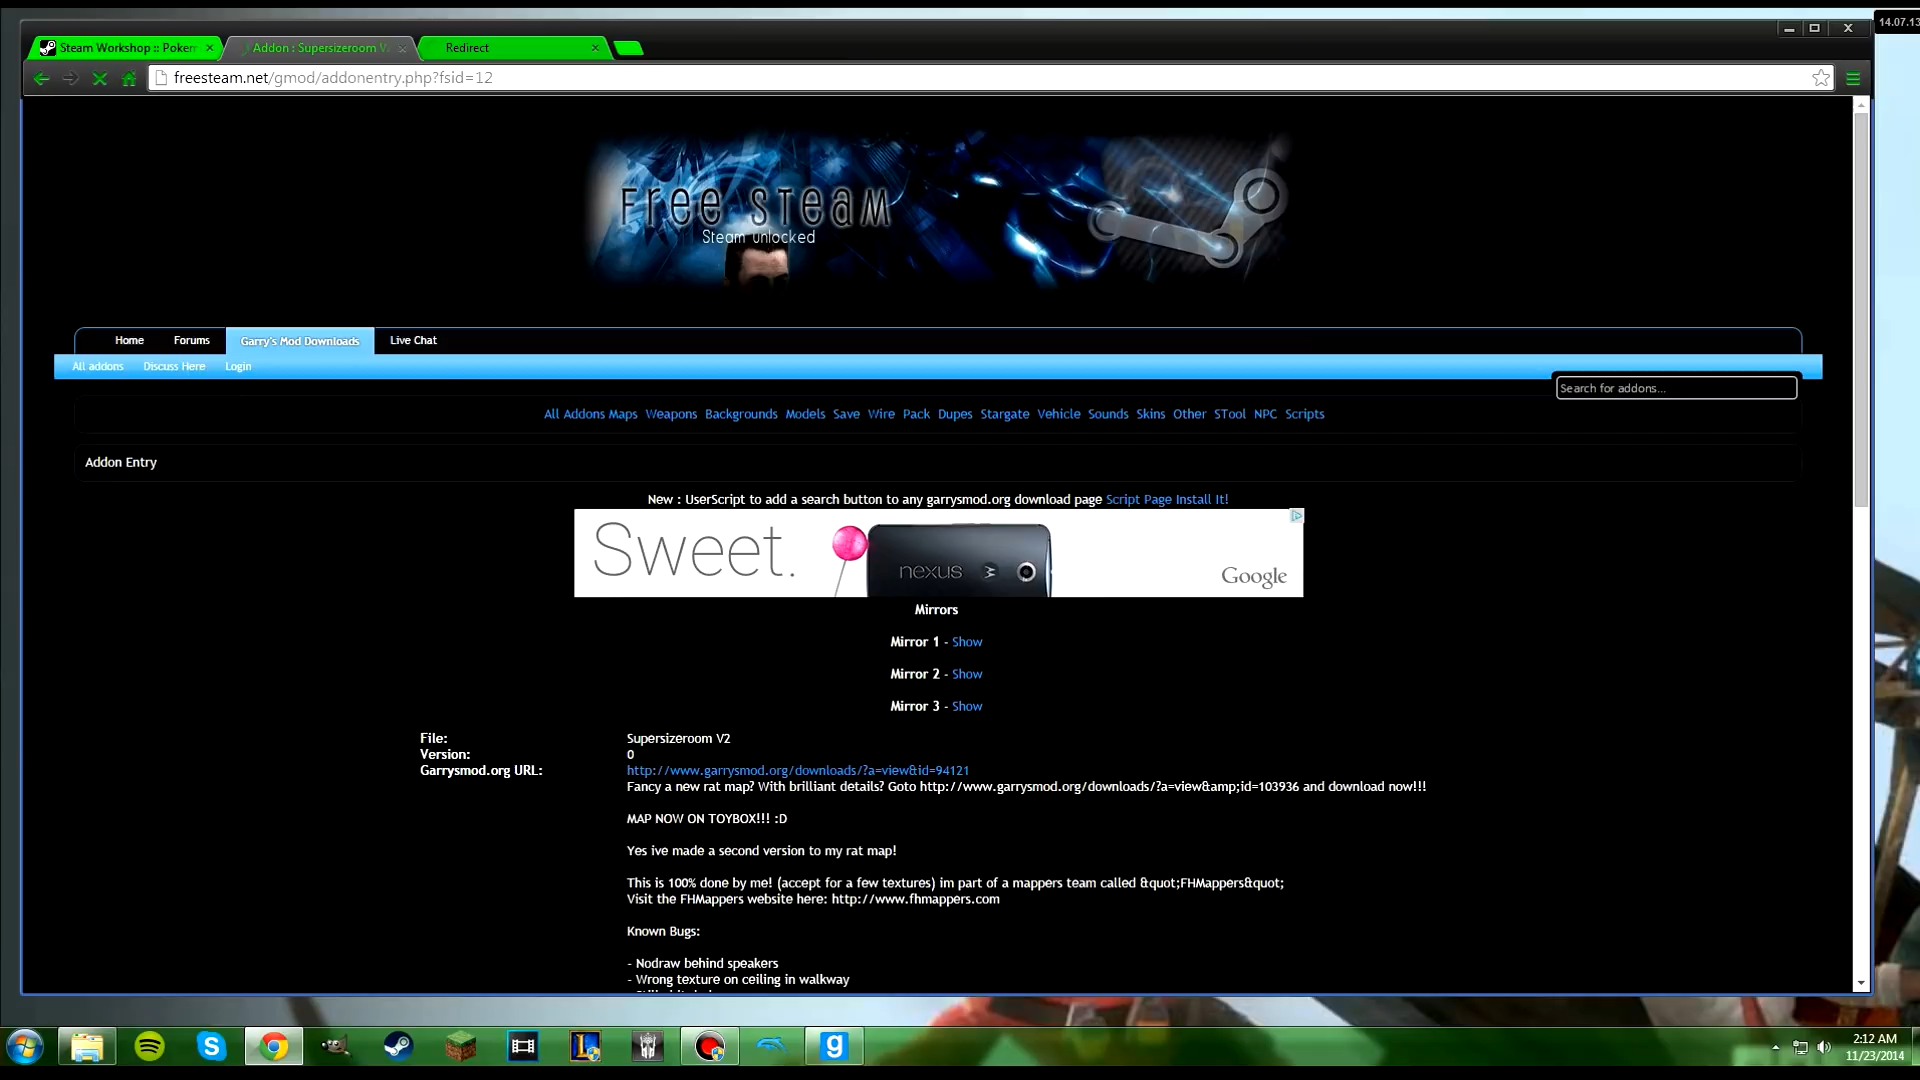 14.07.13
Steam Workshop :: Pokem
Addon : Supersizeroom V
Redirect
freesteam.net/gmod/addonentry.php?fsid=12
Free Steam
Steam unlocked
Home
Forums
Garry's Mod Downloads
Live Chat
All addons
Discuss Here
Login
Search for addons...
All Addons Maps Weapons Backgrounds Models Save Wire Pack Dupes Stargate Vehicle Sounds Skins Other STool NPC Scripts
Addon Entry
New : UserScript to add a search button to any garrysmod.org download page Script Page Install It!
Sweet.
nexus
Google
Mirrors
Mirror 1 - Show
Mirror 2 - Show
Mirror 3 - Show
File: Supersizeroom V2
Version: 0
Garrysmod.org URL: http://www.garrysmod.org/downloads/?a=view&id=94121
Fancy a new rat map? With brilliant details? Goto http://www.garrysmod.org/downloads/?a=view&amp;id=103936 and download now!!!
MAP NOW ON TOYBOX!!! :D
Yes ive made a second version to my rat map!
This is 100% done by me! (accept for a few textures) im part of a mappers team called &quot;FHMappers&quot;
Visit the FHMappers website here: http://www.fhmappers.com
Known Bugs:
- Nodraw behind speakers
- Wrong texture on ceiling in walkway
2:12 AM
11/23/2014